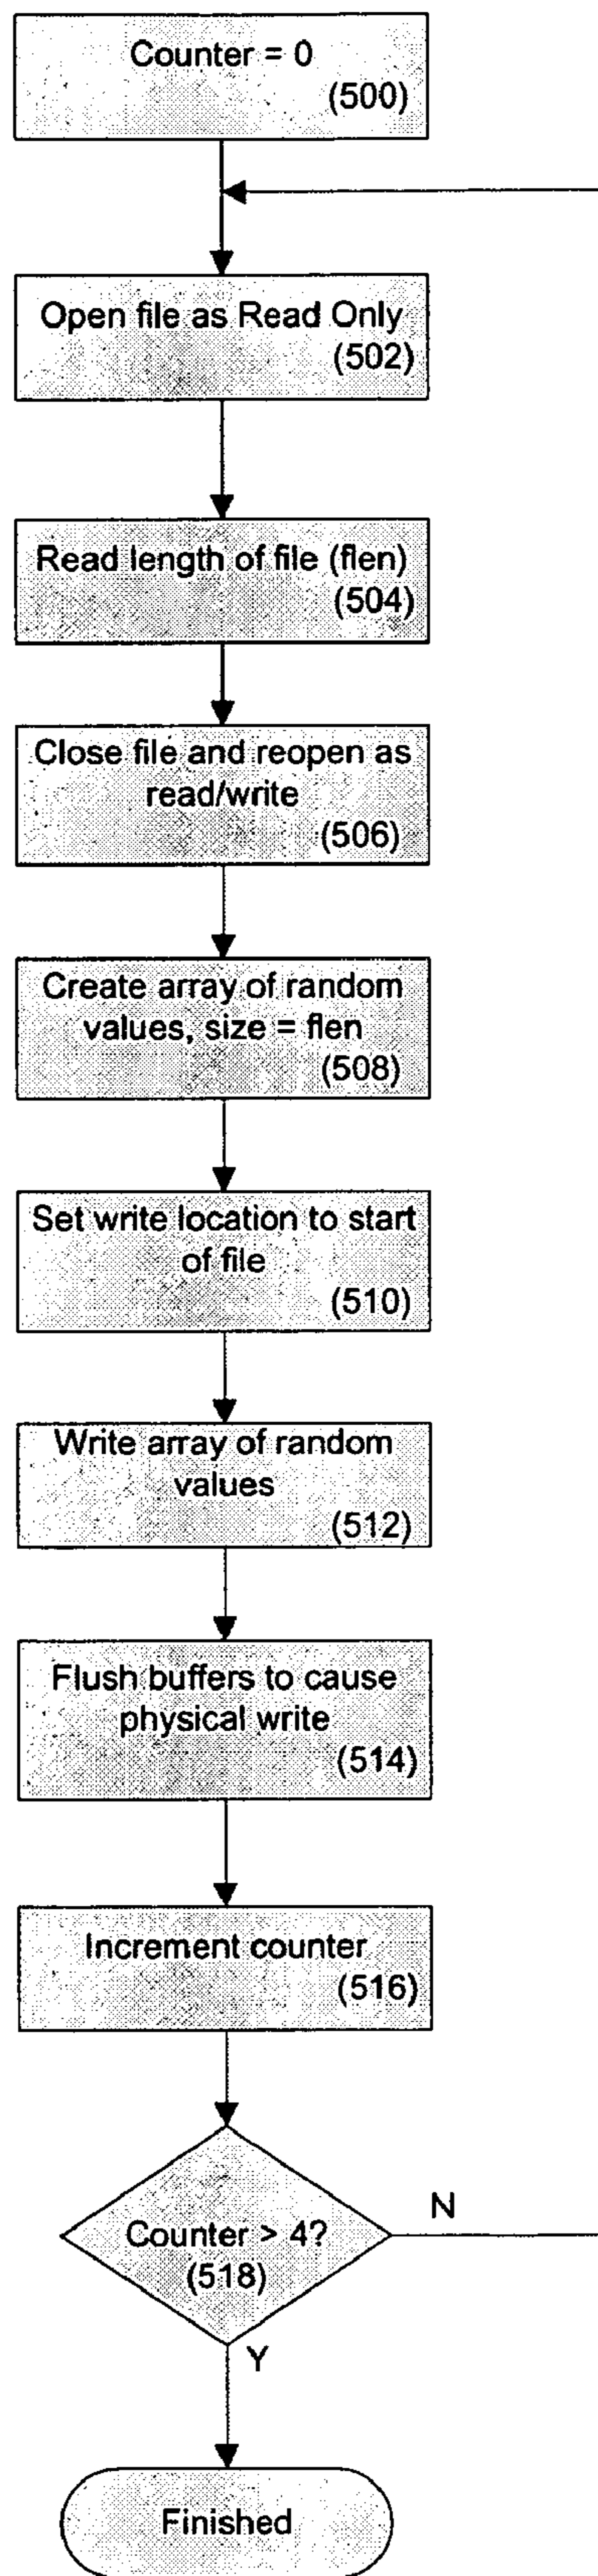 Counter = 0
(500)
Open file as Read Only
(502)
Read length of file (flen)
(504)
Close file and reopen as
read/write
(506)
Create array of random
values, size = flen
(508)
Set write location to start
of file
(510)
Write array of random
values
(512)
Flush buffers to cause
physical write
(514)
Increment counter
(516)
N
Counter > 4?
(518)
Y
Finished